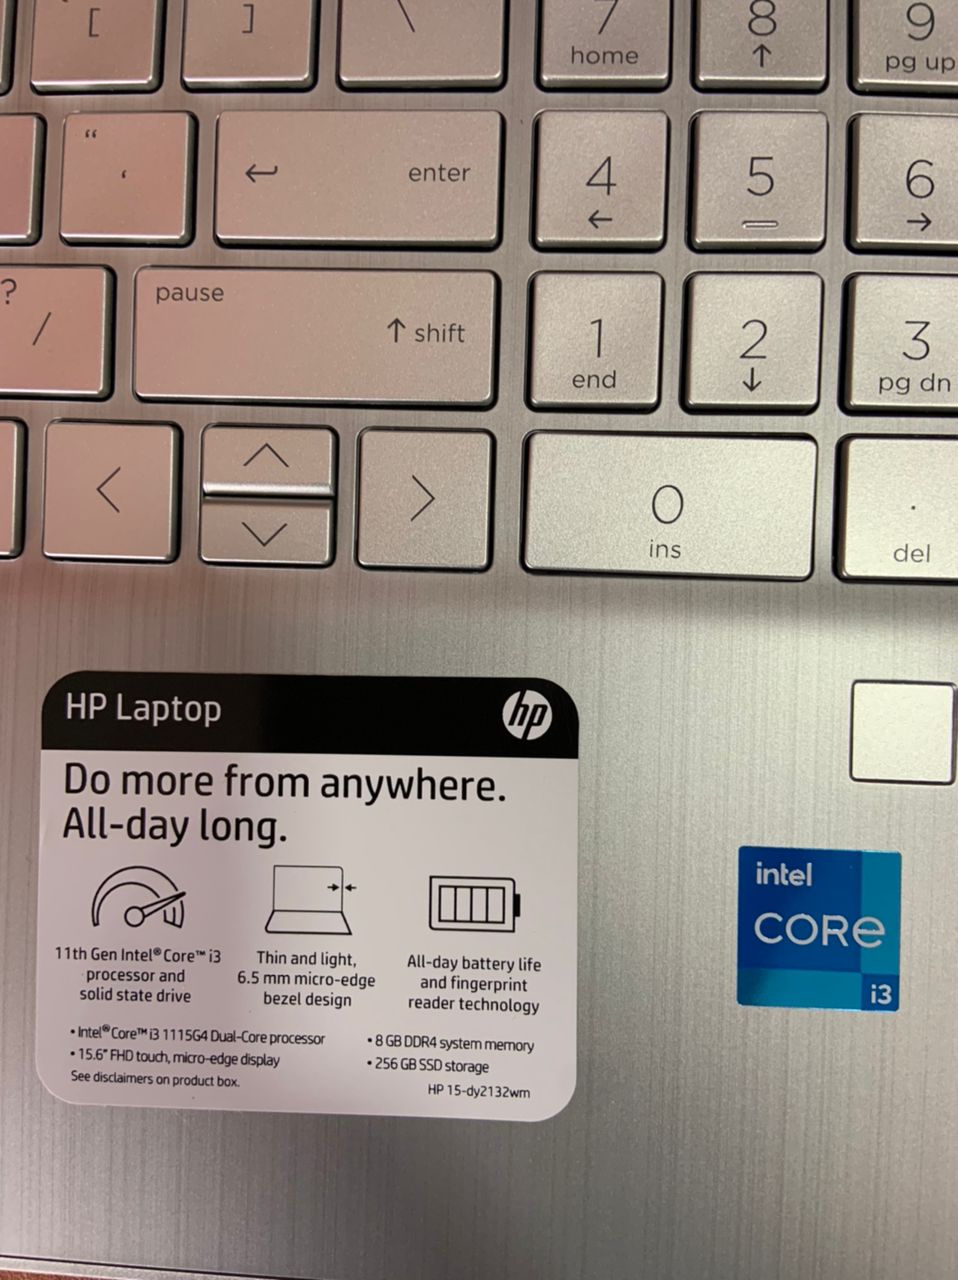 [ ] \ 7 8 9
home ↑ pg up
“ ‘ ↵ enter 4 5 6
← →
? / pause ↑ shift 1 2 3
end ↓ pg dn
0 .
ins del
HP Laptop hp
Do more from anywhere.
All-day long.
11th Gen Intel® Core™ i3
processor and
solid state drive
Thin and light,
6.5 mm micro-edge
bezel design
All-day battery life
and fingerprint
reader technology
• Intel® Core™ i3 1115G4 Dual-Core processor
• 15.6" FHD touch, micro-edge display
See disclaimers on product box.
• 8 GB DDR4 system memory
• 256 GB SSD storage
HP 15-dy2132wm
intel
CORe
i3